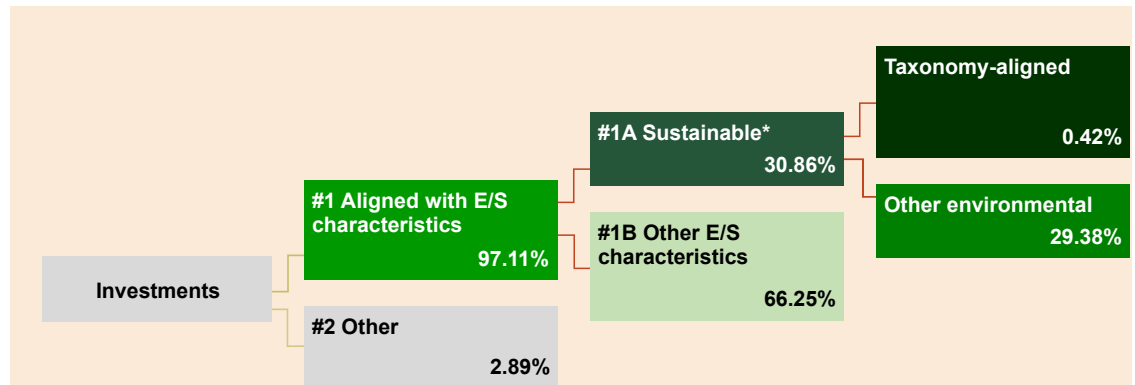 Investments
#1 Aligned with E/S
characteristics
97.11%
#2 Other
2.89%
#1A Sustainable*
30.86%
#1B Other E/S
characteristics
66.25%
Taxonomy-aligned
0.42%
Other environmental
29.38%